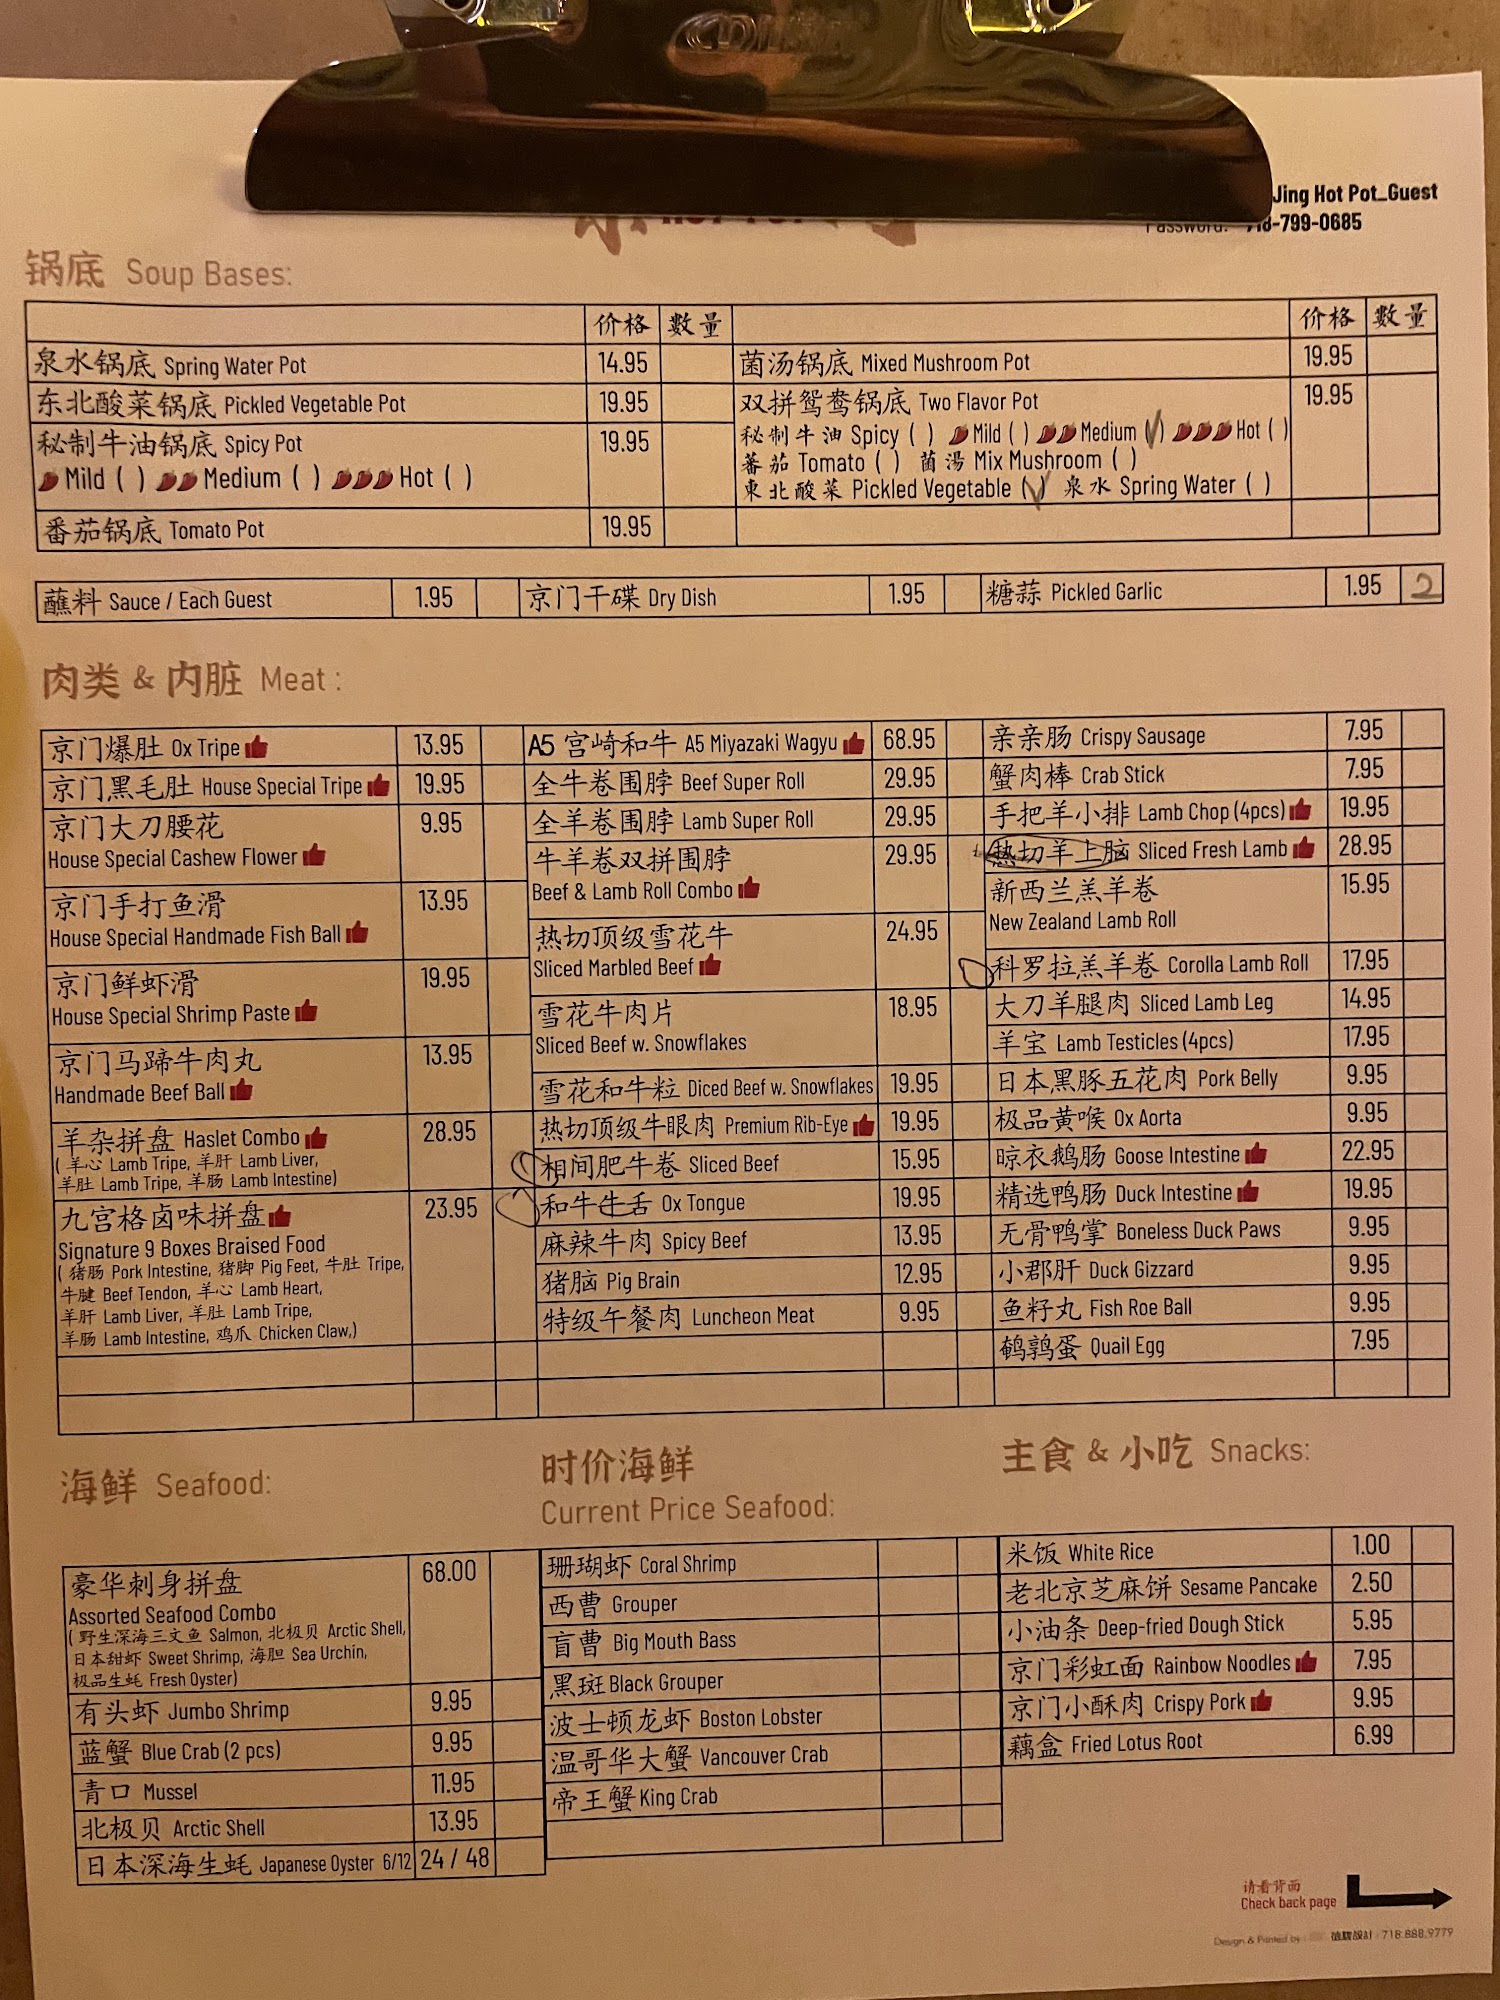 Jing Hot Pot_Guest
718-799-0685
锅底 Soup Bases:
价格 數量 价格 數量
泉水锅底 Spring Water Pot 14.95
菌汤锅底 Mixed Mushroom Pot 19.95
东北酸菜锅底 Pickled Vegetable Pot 19.95
双拼鸳鸯锅底 Two Flavor Pot 19.95
秘制牛油 Spicy ( ) Mild ( ) Medium (√) Hot ( )
蕃茄 Tomato ( ) 菌湯 Mix Mushroom ( )
東北酸菜 Pickled Vegetable (√) 泉水 Spring Water ( )
秘制牛油锅底 Spicy Pot 19.95
Mild ( ) Medium ( ) Hot ( )
番茄锅底 Tomato Pot 19.95
蘸料 Sauce / Each Guest 1.95 京门干碟 Dry Dish 1.95 糖蒜 Pickled Garlic 1.95 2
肉类 & 内脏 Meat :
京门爆肚 Ox Tripe 13.95
京门黑毛肚 House Special Tripe 19.95
京门大刀腰花 9.95
House Special Cashew Flower
京门手打鱼滑 13.95
House Special Handmade Fish Ball
京门鲜虾滑 19.95
House Special Shrimp Paste
京门马蹄牛肉丸 13.95
Handmade Beef Ball
羊杂拼盘 Haslet Combo 28.95
( 羊心 Lamb Tripe, 羊肝 Lamb Liver,
羊肚 Lamb Tripe, 羊肠 Lamb Intestine)
九宫格卤味拼盘 23.95
Signature 9 Boxes Braised Food
( 猪肠 Pork Intestine, 猪脚 Pig Feet, 牛肚 Tripe,
牛腱 Beef Tendon, 羊心 Lamb Heart,
羊肝 Lamb Liver, 羊肚 Lamb Tripe,
羊肠 Lamb Intestine, 鸡爪 Chicken Claw,)
A5 宫崎和牛 A5 Miyazaki Wagyu 68.95
全牛卷围脖 Beef Super Roll 29.95
全羊卷围脖 Lamb Super Roll 29.95
牛羊卷双拼围脖 29.95
Beef & Lamb Roll Combo
热切顶级雪花牛 24.95
Sliced Marbled Beef
雪花牛肉片 18.95
Sliced Beef w. Snowflakes
雪花和牛粒 Diced Beef w. Snowflakes 19.95
热切顶级牛眼肉 Premium Rib-Eye 19.95
相间肥牛卷 Sliced Beef 15.95
和牛牛舌 Ox Tongue 19.95
麻辣牛肉 Spicy Beef 13.95
猪脑 Pig Brain 12.95
特级午餐肉 Luncheon Meat 9.95
亲亲肠 Crispy Sausage 7.95
蟹肉棒 Crab Stick 7.95
手把羊小排 Lamb Chop (4pcs) 19.95
热切羊上脑 Sliced Fresh Lamb 28.95
新西兰羔羊卷 15.95
New Zealand Lamb Roll
科罗拉羔羊卷 Corolla Lamb Roll 17.95
大刀羊腿肉 Sliced Lamb Leg 14.95
羊宝 Lamb Testicles (4pcs) 17.95
日本黑豚五花肉 Pork Belly 9.95
极品黄喉 Ox Aorta 9.95
晾衣鹅肠 Goose Intestine 22.95
精选鸭肠 Duck Intestine 19.95
无骨鸭掌 Boneless Duck Paws 9.95
小郡肝 Duck Gizzard 9.95
鱼籽丸 Fish Roe Ball 9.95
鹌鹑蛋 Quail Egg 7.95
海鲜 Seafood:
豪华刺身拼盘 68.00
Assorted Seafood Combo
( 野生深海三文鱼 Salmon, 北极贝 Arctic Shell,
日本甜虾 Sweet Shrimp, 海胆 Sea Urchin,
极品生蚝 Fresh Oyster)
有头虾 Jumbo Shrimp 9.95
蓝蟹 Blue Crab (2 pcs) 9.95
青口 Mussel 11.95
北极贝 Arctic Shell 13.95
日本深海生蚝 Japanese Oyster 6/12 24 / 48
时价海鲜
Current Price Seafood:
珊瑚虾 Coral Shrimp
西曹 Grouper
盲曹 Big Mouth Bass
黑斑 Black Grouper
波士顿龙虾 Boston Lobster
温哥华大蟹 Vancouver Crab
帝王蟹 King Crab
主食 & 小吃 Snacks:
米饭 White Rice 1.00
老北京芝麻饼 Sesame Pancake 2.50
小油条 Deep-fried Dough Stick 5.95
京门彩虹面 Rainbow Noodles 7.95
京门小酥肉 Crispy Pork 9.95
藕盒 Fried Lotus Root 6.99
请看背面
Check back page
Design & Printed by : 718.888.9779